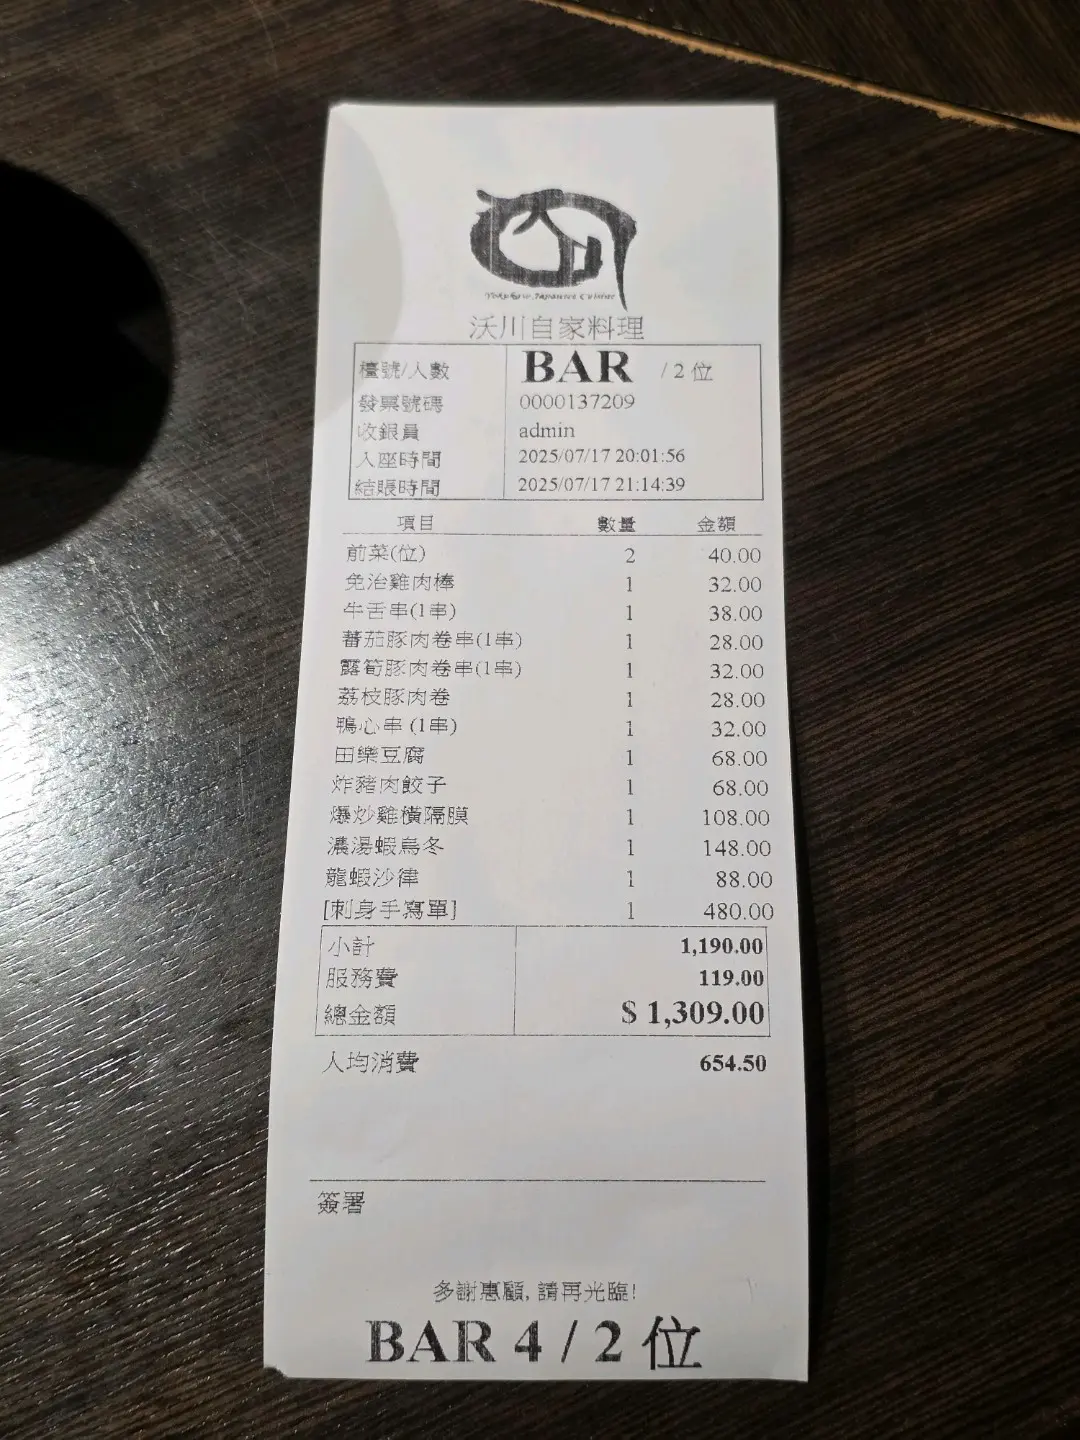 沃川自家料理
檯號/人數 BAR / 2 位
發票號碼 0000137209
收銀員 admin
入座時間 2025/07/17 20:01:56
結賬時間 2025/07/17 21:14:39
項目 數量 金額
前菜(位) 2 40.00
免治雞肉棒 1 32.00
牛舌串(1串) 1 38.00
蕃茄豚肉卷串(1串) 1 28.00
露筍豚肉卷串(1串) 1 32.00
荔枝豚肉卷 1 28.00
鴨心串 (1串) 1 32.00
田樂豆腐 1 68.00
炸豬肉餃子 1 68.00
爆炒雞橫隔膜 1 108.00
濃湯蝦烏冬 1 148.00
龍蝦沙律 1 88.00
[刺身手寫單] 1 480.00
小計 1,190.00
服務費 119.00
總金額 $ 1,309.00
人均消費 654.50
簽署
多謝惠顧, 請再光臨!
BAR 4 / 2 位